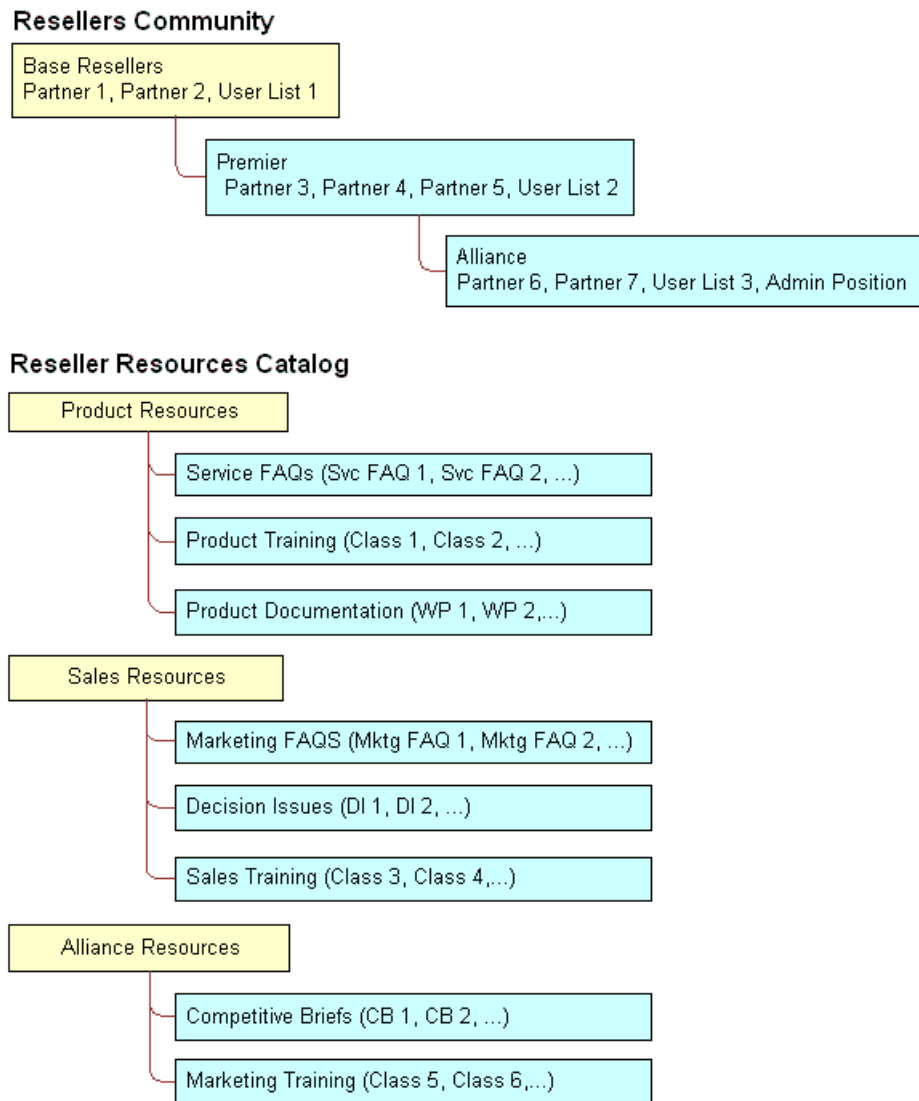 Resellers Community
Base Resellers
Partner 1, Partner 2, User List 1
Premier
Partner 3, Partner 4, Partner 5, User List 2
Alliance
Partner 6, Partner 7, User List 3, Admin Position
Reseller Resources Catalog
Product Resources
Service FAQs (Svc FAQ 1, Svc FAQ 2, ...)
Product Training (Class 1, Class 2, ...)
Product Documentation (WP 1, WP 2,...)
Sales Resources
Marketing FAQS (Mktg FAQ 1, Mktg FAQ 2, ...)
Decision Issues (DI 1, DI 2, ...)
Sales Training (Class 3, Class 4,...)
Alliance Resources
Competitive Briefs (CB 1, CB 2, ...)
Marketing Training (Class 5, Class 6,...)